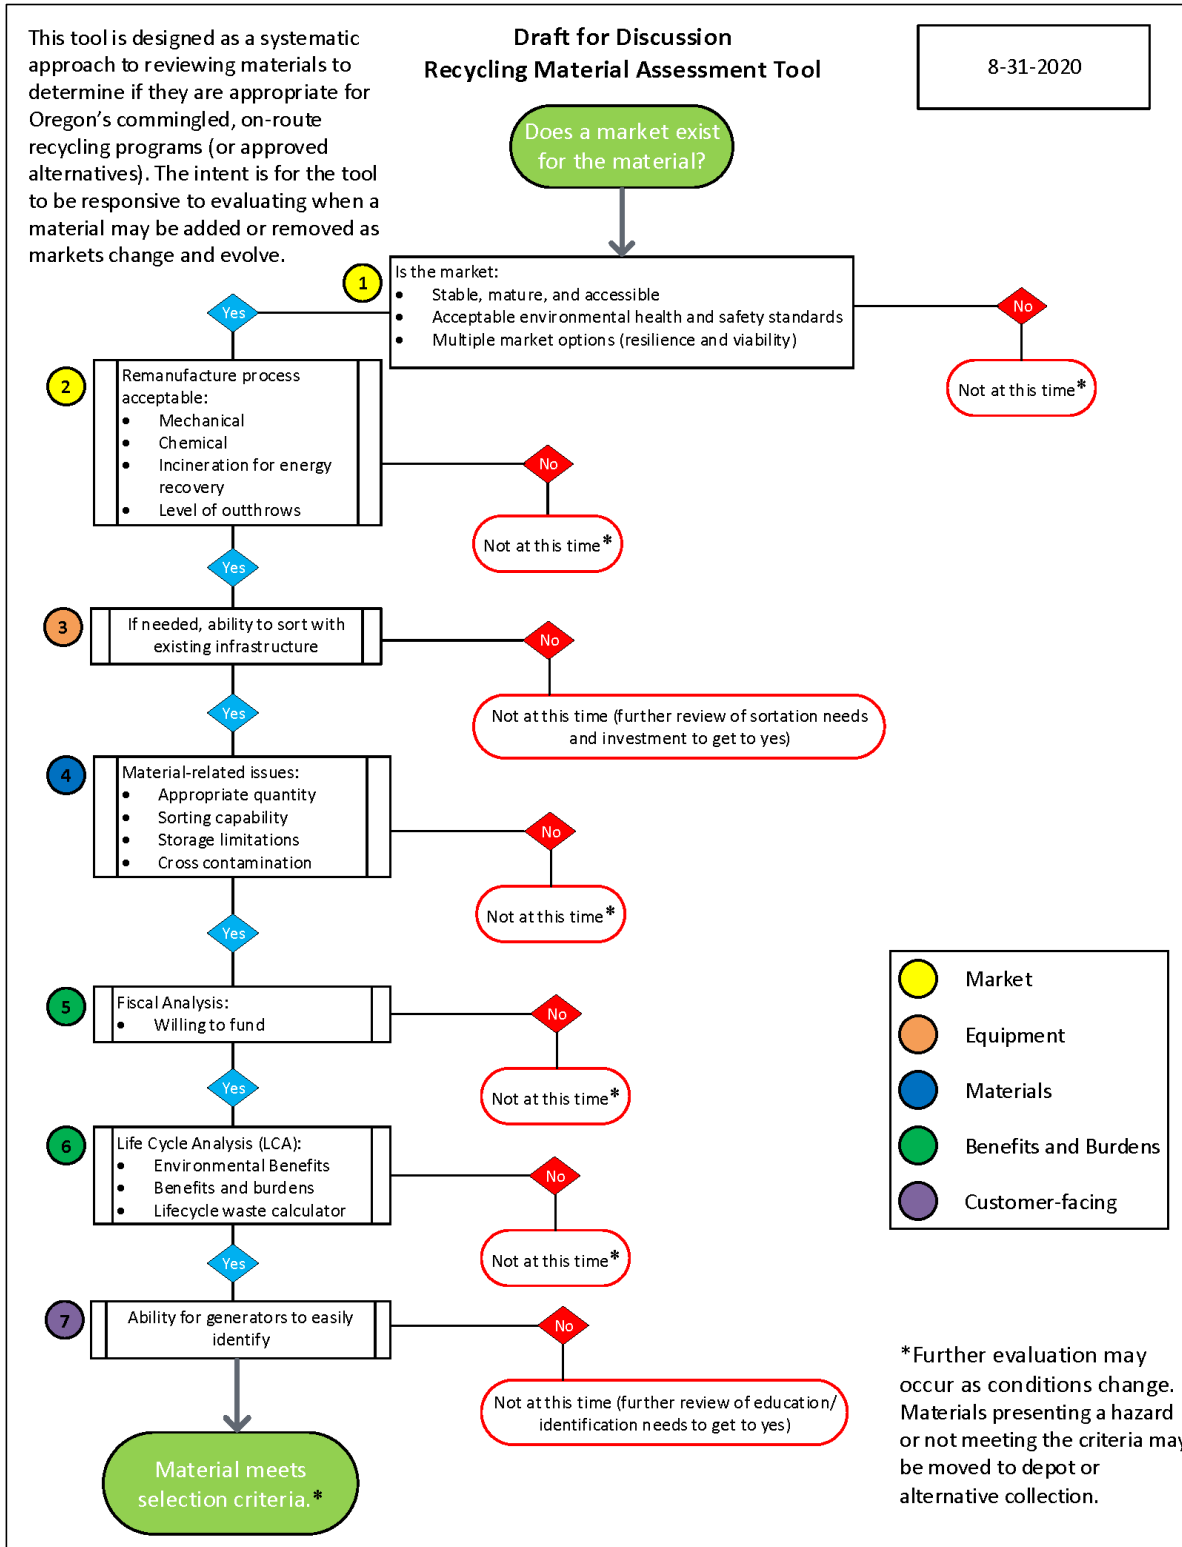 This tool is designed as a systematic
approach to reviewing materials to
determine if they are appropriate for
Oregon's commingled, on-route
recycling programs (or approved
alternatives). The intent is for the tool
to be responsive to evaluating when a
material may be added or removed as
markets change and evolve.
Draft for Discussion
Recycling Material Assessment Tool
8-31-2020
Does a market exist
for the material?
1
Is the market:
• Stable, mature, and accessible
• Acceptable environmental health and safety standards
• Multiple market options (resilience and viability)
Yes
No
Not at this time*
2
Remanufacture process
acceptable:
• Mechanical
• Chemical
• Incineration for energy
recovery
• Level of outthrows
No
Not at this time*
Yes
3
If needed, ability to sort with
existing infrastructure
No
Not at this time (further review of sortation needs
and investment to get to yes)
Yes
4
Material-related issues:
• Appropriate quantity
• Sorting capability
• Storage limitations
• Cross contamination
No
Not at this time*
Yes
5
Fiscal Analysis:
• Willing to fund
No
Not at this time*
Yes
6
Life Cycle Analysis (LCA):
• Environmental Benefits
• Benefits and burdens
• Lifecycle waste calculator
No
Not at this time*
Yes
7
Ability for generators to easily
identify
No
Not at this time (further review of education/
identification needs to get to yes)
Material meets
selection criteria.*
Market
Equipment
Materials
Benefits and Burdens
Customer-facing
*Further evaluation may
occur as conditions change.
Materials presenting a hazard
or not meeting the criteria may
be moved to depot or
alternative collection.